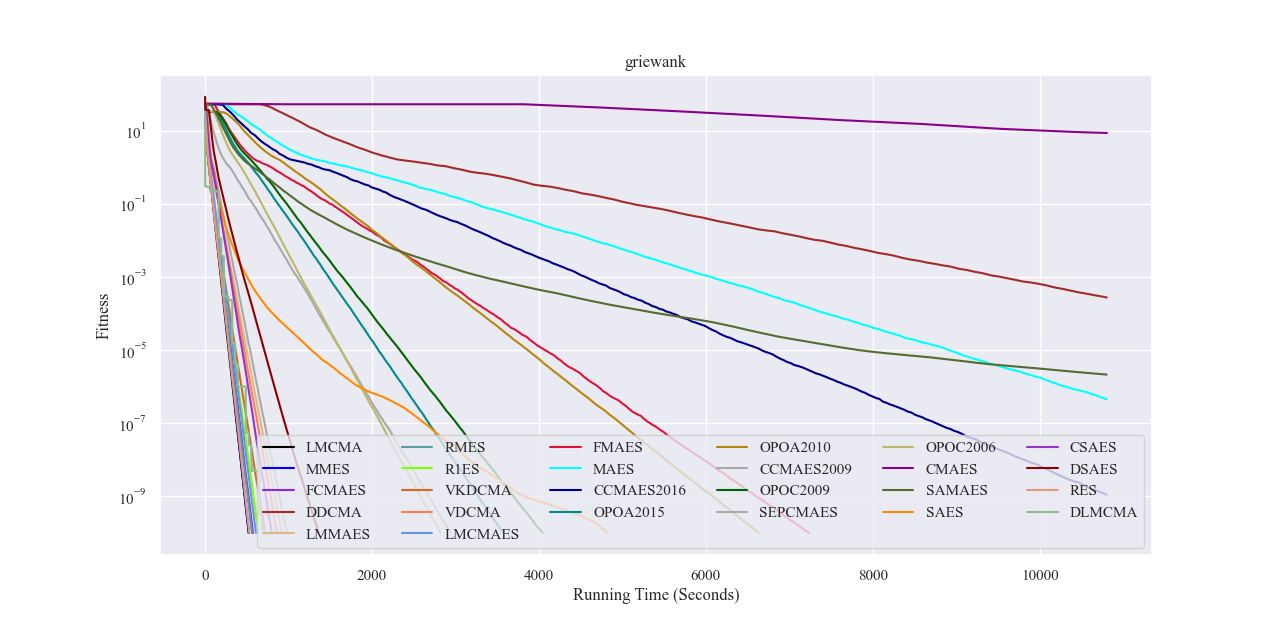 griewank
Fitness
10¹
10⁻¹
10⁻³
10⁻⁵
10⁻⁷
10⁻⁹
LMCMA RMES FMAES OPOA2010 OPOC2006 CSAES
MMES R1ES MAES CCMAES2009 CMAES DSAES
FCMAES VKDCMA CCMAES2016 OPOC2009 SAMAES RES
DDCMA VDCMA OPOA2015 SEPCMAES SAES DLMCMA
LMMAES LMCMAES
0 2000 4000 6000 8000 10000
Running Time (Seconds)